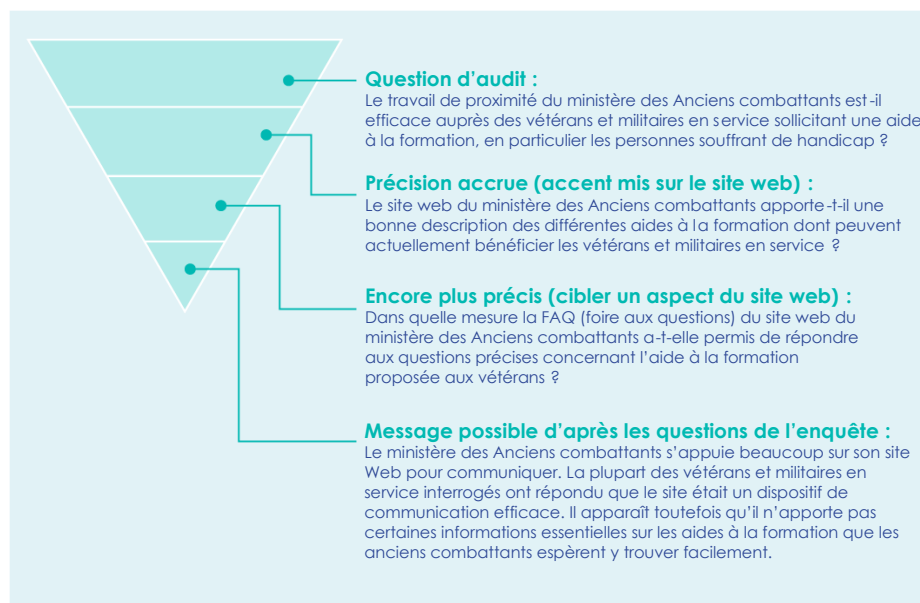 Question d’audit :
Le travail de proximité du ministère des Anciens combattants est-il
efficace auprès des vétérans et militaires en service sollicitant une aide
à la formation, en particulier les personnes souffrant de handicap ?
Précision accrue (accent mis sur le site web) :
Le site web du ministère des Anciens combattants apporte-t-il une
bonne description des différentes aides à la formation dont peuvent
actuellement bénéficier les vétérans et militaires en service ?
Encore plus précis (cibler un aspect du site web) :
Dans quelle mesure la FAQ (foire aux questions) du site web du
ministère des Anciens combattants a-t-elle permis de répondre
aux questions précises concernant l’aide à la formation
proposée aux vétérans ?
Message possible d’après les questions de l’enquête :
Le ministère des Anciens combattants s’appuie beaucoup sur son site
Web pour communiquer. La plupart des vétérans et militaires en
service interrogés ont répondu que le site était un dispositif de
communication efficace. Il apparaît toutefois qu’il n’apporte pas
certaines informations essentielles sur les aides à la formation que les
anciens combattants espèrent y trouver facilement.